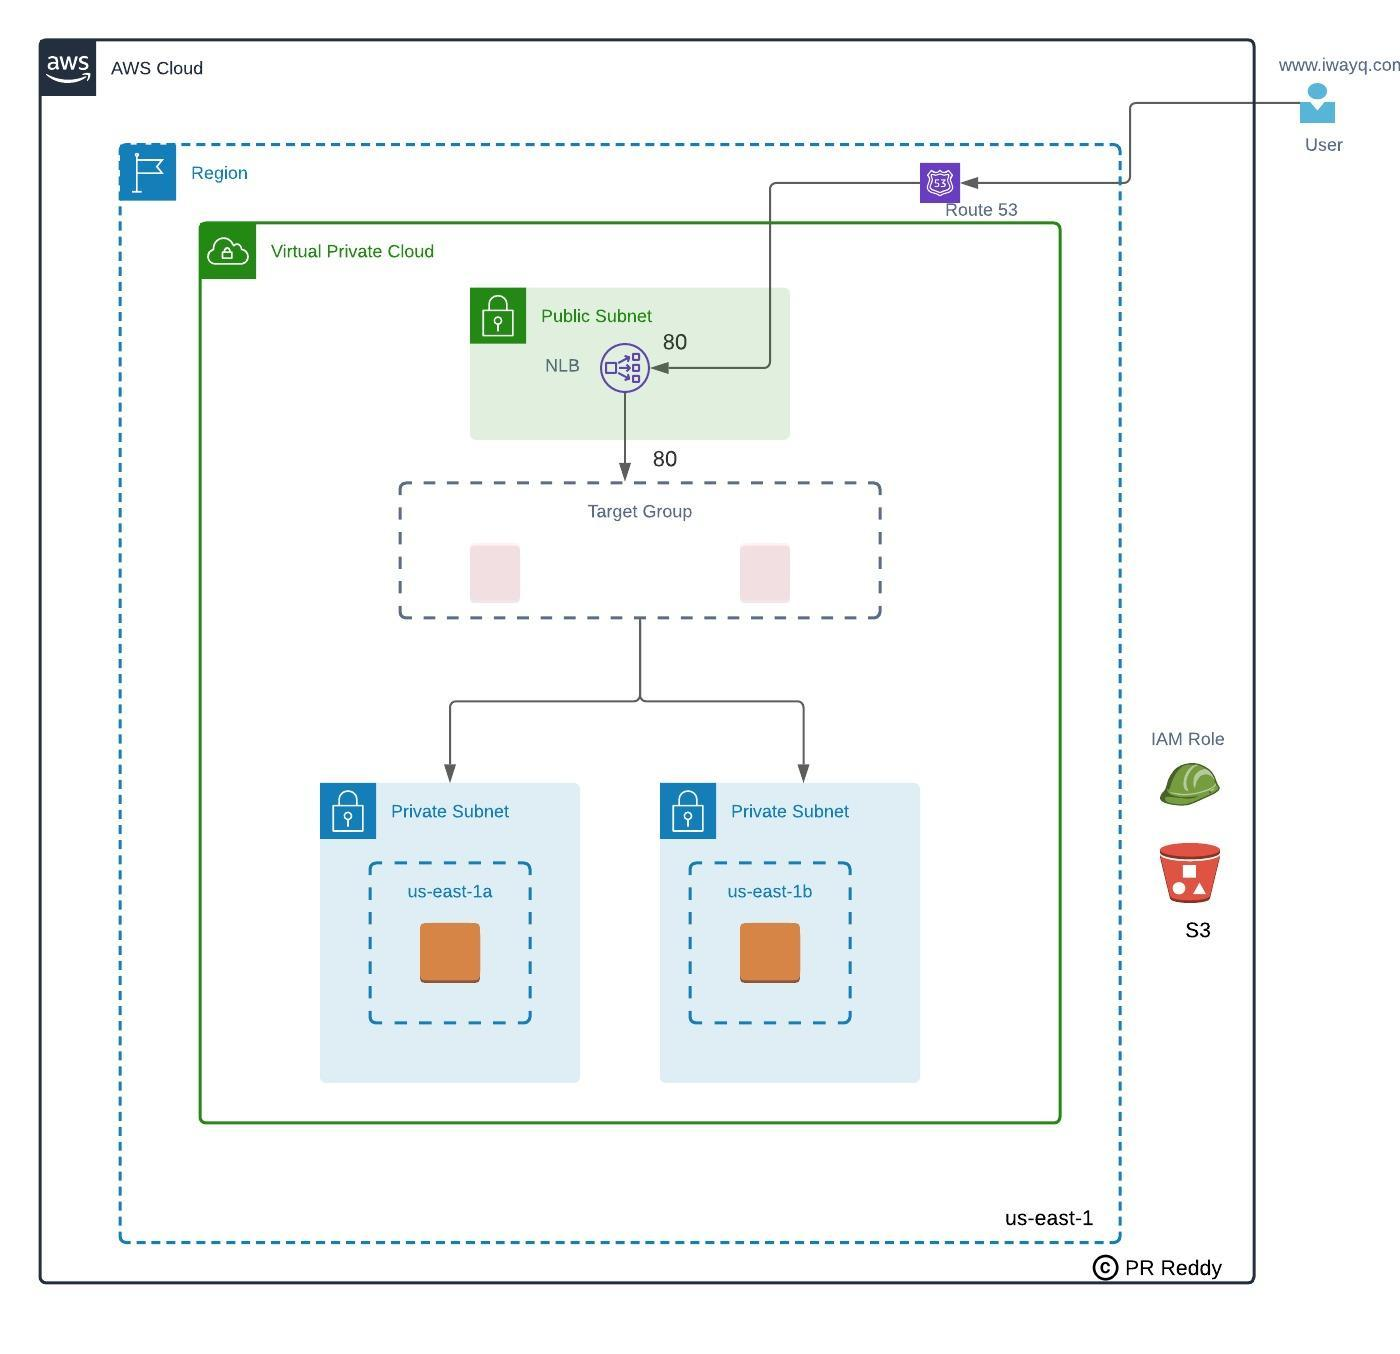 aws
AWS Cloud
www.iwayq.com
User
Region
53
Route 53
Virtual Private Cloud
Public Subnet
80
NLB
80
Target Group
IAM Role
Private Subnet
Private Subnet
us-east-1a
us-east-1b
S3
us-east-1
© PR Reddy